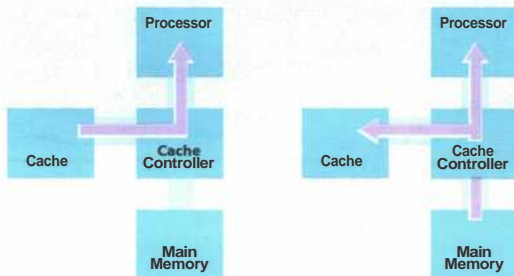 Processor
Cache
Cache
Controller
Main
Memory
Processor
Cache
Cache
Controller
Main
Memory